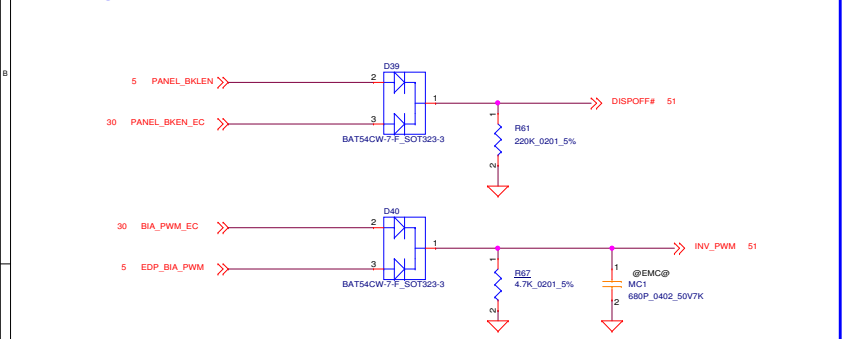 B
D39
5 PANEL_BKLEN 2
1 DISPOFF# 51
30 PANEL_BKEN_EC 3
1
R61
220K_0201_5%
2
BAT54CW-7-F_SOT323-3
D40
30 BIA_PWM_EC 2
1 INV_PWM 51
5 EDP_BIA_PWM 3
1
R67
4.7K_0201_5%
2
1 @EMC@
MC1
680P_0402_50V7K
2
BAT54CW-7-F_SOT323-3